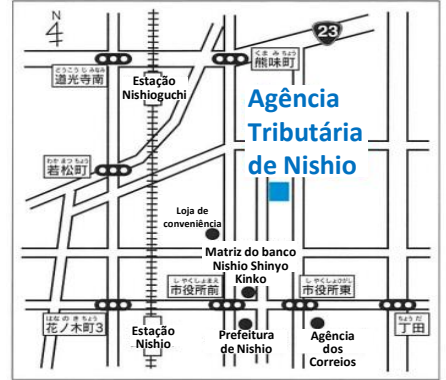 N
4
23
くまみちょう
熊味町
どうこうじみなみ
道光寺南
Estação
Nishioguchi
Agência
Tributária
de Nishio
わかまつちょう
若松町
Loja de
conveniência
Matriz do banco
Nishio Shinyo
Kinko
しやくしょまえ
市役所前
しやくしょひがし
市役所東
はなのきちょう
花ノ木町3
Estação
Nishio
Prefeitura
de Nishio
Agência
dos
Correios
ちょうだ
丁田